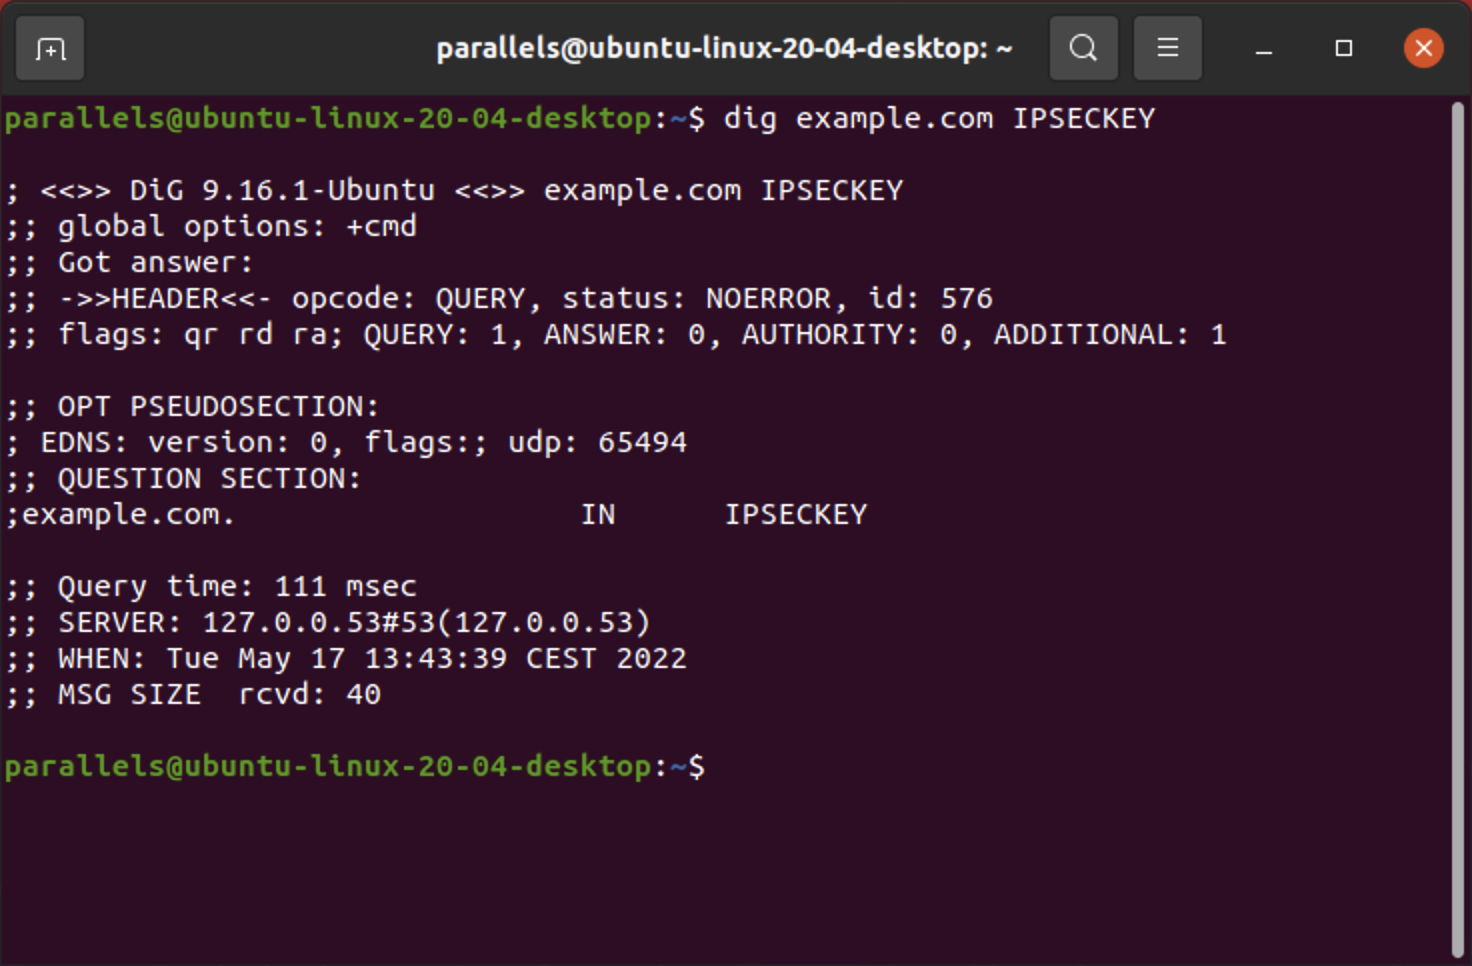 parallels@ubuntu-linux-20-04-desktop: ~
parallels@ubuntu-linux-20-04-desktop:~$ dig example.com IPSECKEY
; <<>> DiG 9.16.1-Ubuntu <<>> example.com IPSECKEY
;; global options: +cmd
;; Got answer:
;; ->>HEADER<<- opcode: QUERY, status: NOERROR, id: 576
;; flags: qr rd ra; QUERY: 1, ANSWER: 0, AUTHORITY: 0, ADDITIONAL: 1
;; OPT PSEUDOSECTION:
; EDNS: version: 0, flags:; udp: 65494
;; QUESTION SECTION:
;example.com. IN IPSECKEY
;; Query time: 111 msec
;; SERVER: 127.0.0.53#53(127.0.0.53)
;; WHEN: Tue May 17 13:43:39 CEST 2022
;; MSG SIZE  rcvd: 40
parallels@ubuntu-linux-20-04-desktop:~$